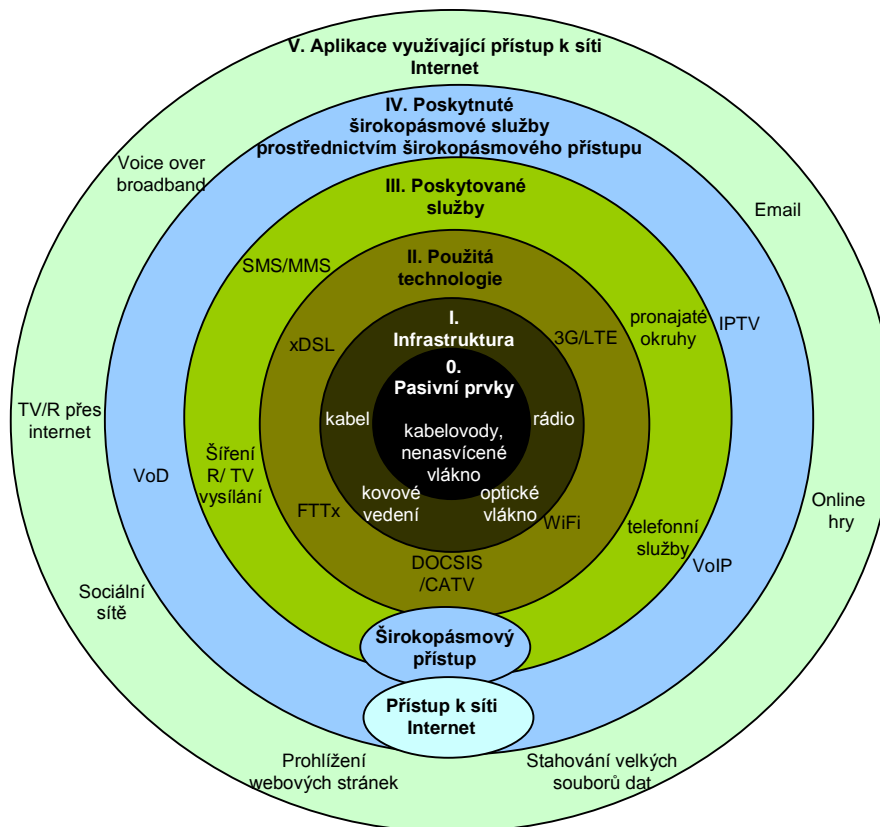 V. Aplikace využívající přístup k síti
Internet
IV. Poskytnuté
širokopásmové služby
prostřednictvím širokopásmového přístupu
Voice over
broadband
III. Poskytované
služby
Email
SMS/MMS
II. Použitá
technologie
pronajaté
okruhy
IPTV
xDSL
I.
Infrastruktura
3G/LTE
0.
Pasivní prvky
TV/R přes
internet
kabel
rádio
kabelovody,
nenasvícené
vlákno
Šíření
R/ TV
vysílání
VoD
kovové
vedení
optické
vlákno
FTTx
WiFi
Online
hry
telefonní
služby
VoIP
DOCSIS
/CATV
Sociální
sítě
Širokopásmový
přístup
Přístup k síti
Internet
Prohlížení
webových stránek
Stahování velkých
souborů dat